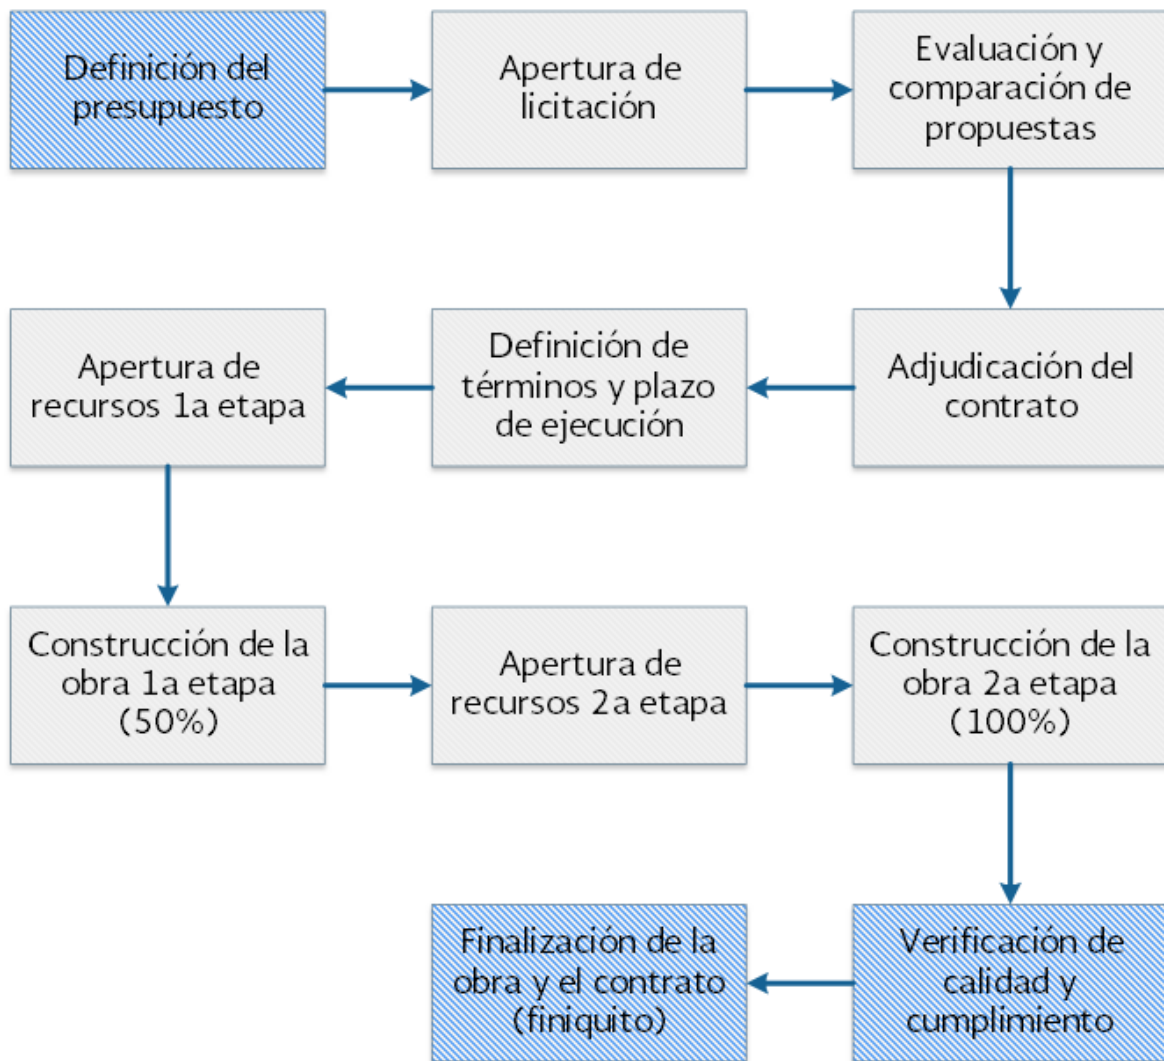 Definición del
presupuesto
Apertura de
licitación
Evaluación y
comparación de
propuestas
Adjudicación del
contrato
Definición de
términos y plazo
de ejecución
Apertura de
recursos 1a etapa
Construcción de la
obra 1a etapa
(50%)
Apertura de
recursos 2a etapa
Construcción de la
obra 2a etapa
(100%)
Verificación de
calidad y
cumplimiento
Finalización de la
obra y el contrato
(finiquito)